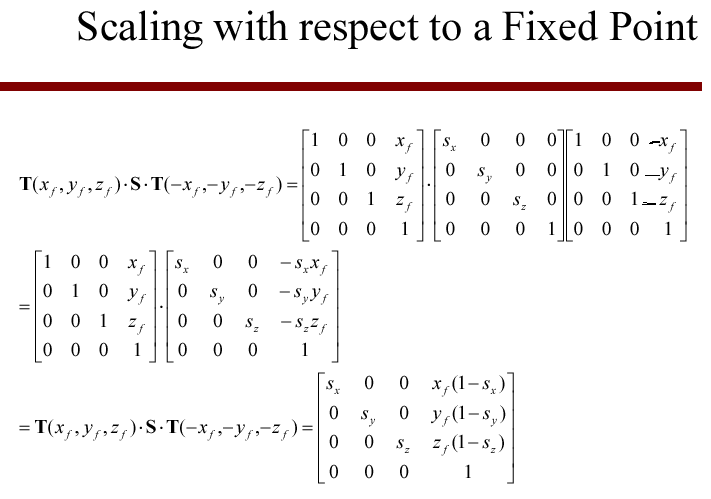 Scaling with respect to a Fixed Point
T(x_f, y_f, z_f)·S·T(−x_f,−y_f,−z_f) = [1 0 0 x_f; 0 1 0 y_f; 0 0 1 z_f; 0 0 0 1] · [s_x 0 0 0; 0 s_y 0 0; 0 0 s_z 0; 0 0 0 1] [1 0 0 −x_f; 0 1 0 −y_f; 0 0 1 −z_f; 0 0 0 1]
= [1 0 0 x_f; 0 1 0 y_f; 0 0 1 z_f; 0 0 0 1] · [s_x 0 0 −s_x x_f; 0 s_y 0 −s_y y_f; 0 0 s_z −s_z z_f; 0 0 0 1]
= T(x_f, y_f, z_f)·S·T(−x_f,−y_f,−z_f) = [s_x 0 0 x_f(1−s_x); 0 s_y 0 y_f(1−s_y); 0 0 s_z z_f(1−s_z); 0 0 0 1]